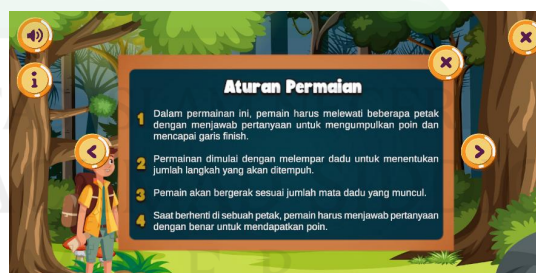 Aturan Permaian
1 Dalam permainan ini, pemain harus melewati beberapa petak
dengan menjawab pertanyaan untuk mengumpulkan poin dan
mencapai garis finish.
2 Permainan dimulai dengan melempar dadu untuk menentukan
jumlah langkah yang akan ditempuh.
3 Pemain akan bergerak sesuai jumlah mata dadu yang muncul.
4 Saat berhenti di sebuah petak, pemain harus menjawab pertanyaan
dengan benar untuk mendapatkan poin.